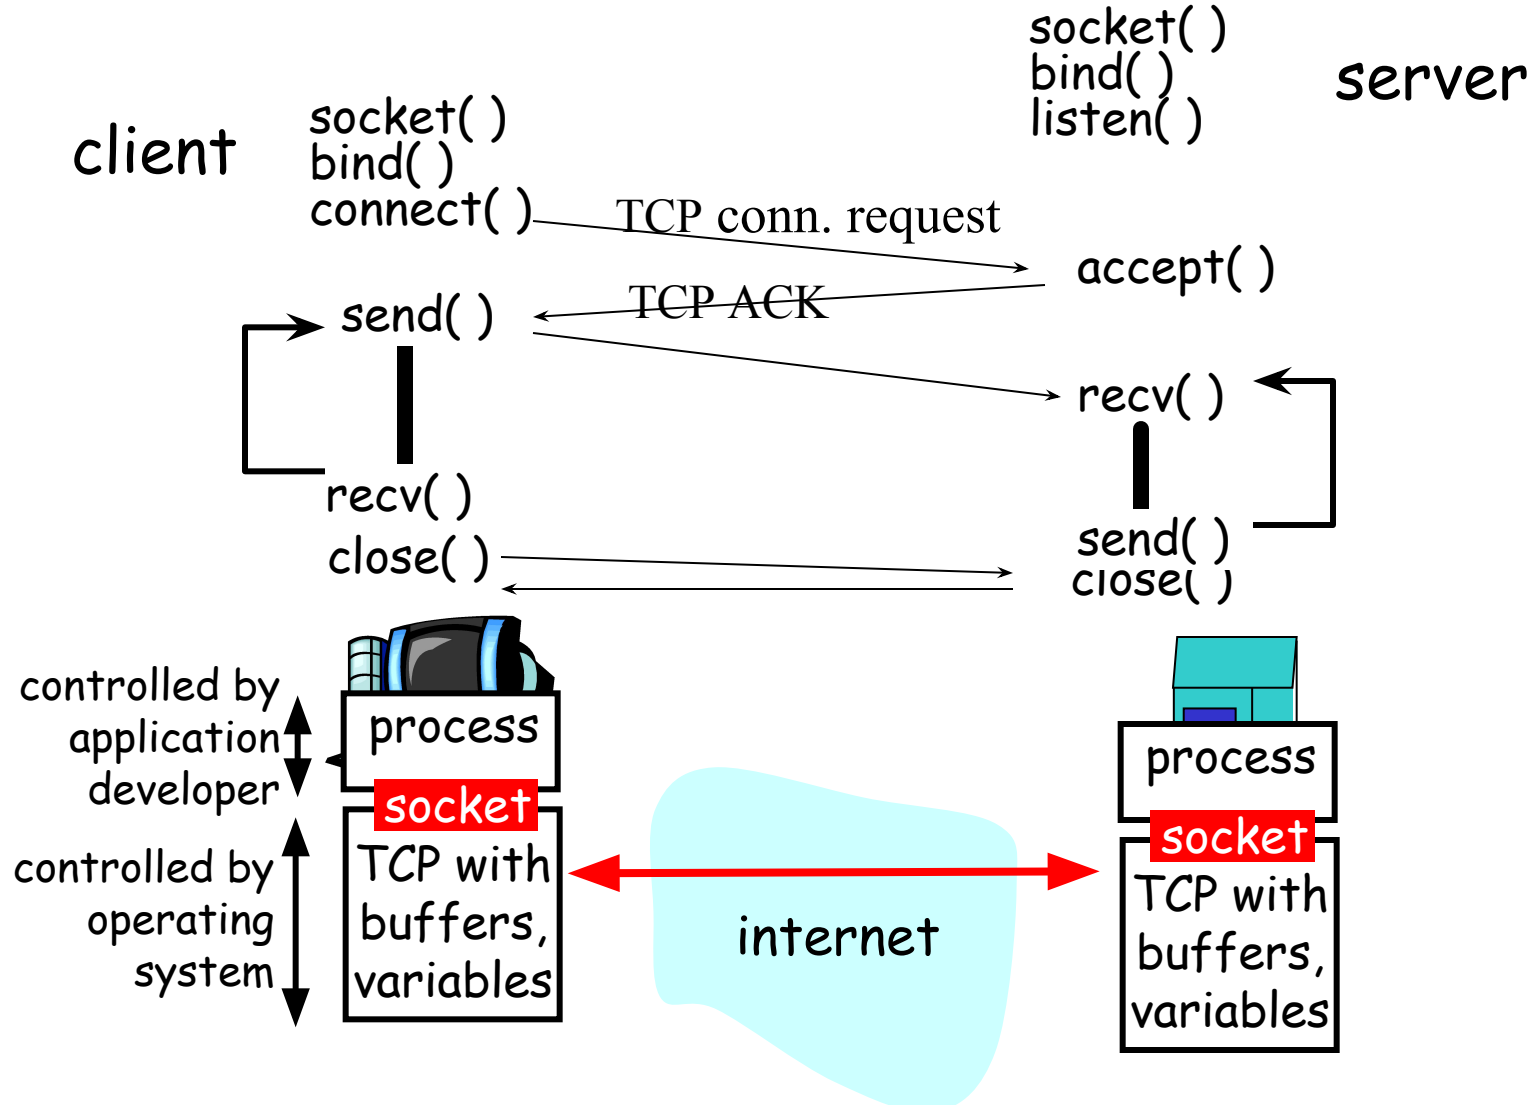 socket( )
bind( )
listen( )
server
client
socket( )
bind( )
connect( )
TCP conn. request
accept( )
TCP ACK
send( )
recv( )
recv( )
send( )
close( )
close( )
controlled by
application
developer
process
socket
controlled by
operating
system
TCP with
buffers,
variables
internet
process
socket
TCP with
buffers,
variables